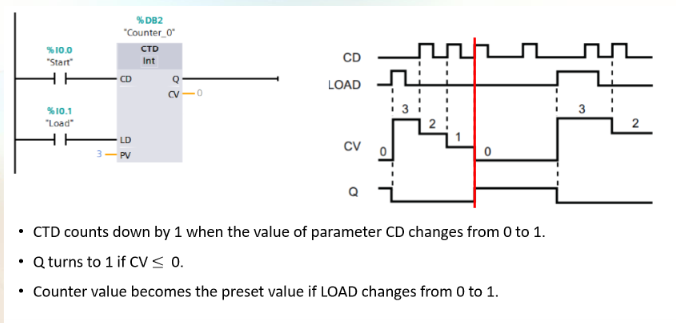 %DB2
"Counter_0"
%I0.0
"Start"
CTD
Int
CD
Q
CV
0
%I0.1
"Load"
LD
3
PV
CD
LOAD
CV
0
3
2
1
0
3
2
Q
• CTD counts down by 1 when the value of parameter CD changes from 0 to 1.
• Q turns to 1 if CV ≤ 0.
• Counter value becomes the preset value if LOAD changes from 0 to 1.